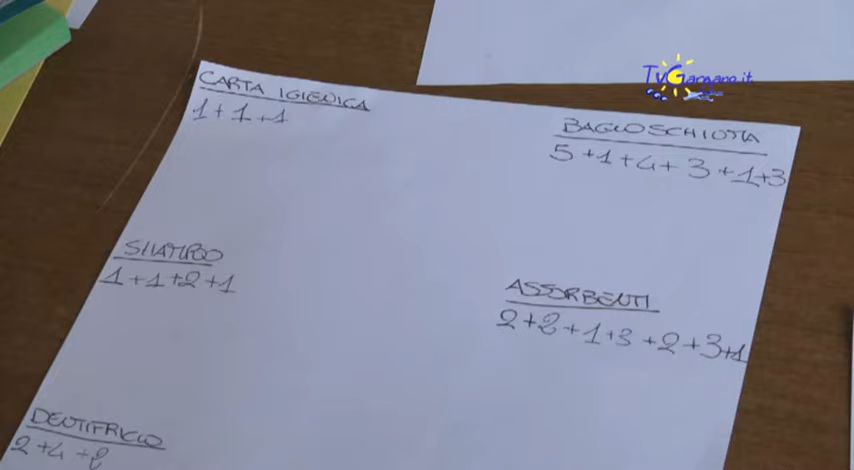 TvGargano.it
CARTA IGIENICA
1+1+1
BAGNOSCHIUMA
5+1+4+3+1+3
SHAMPOO
1+1+2+1
ASSORBENTI
2+2+1+3+2+3+1
DENTIFRICIO
2+4+2